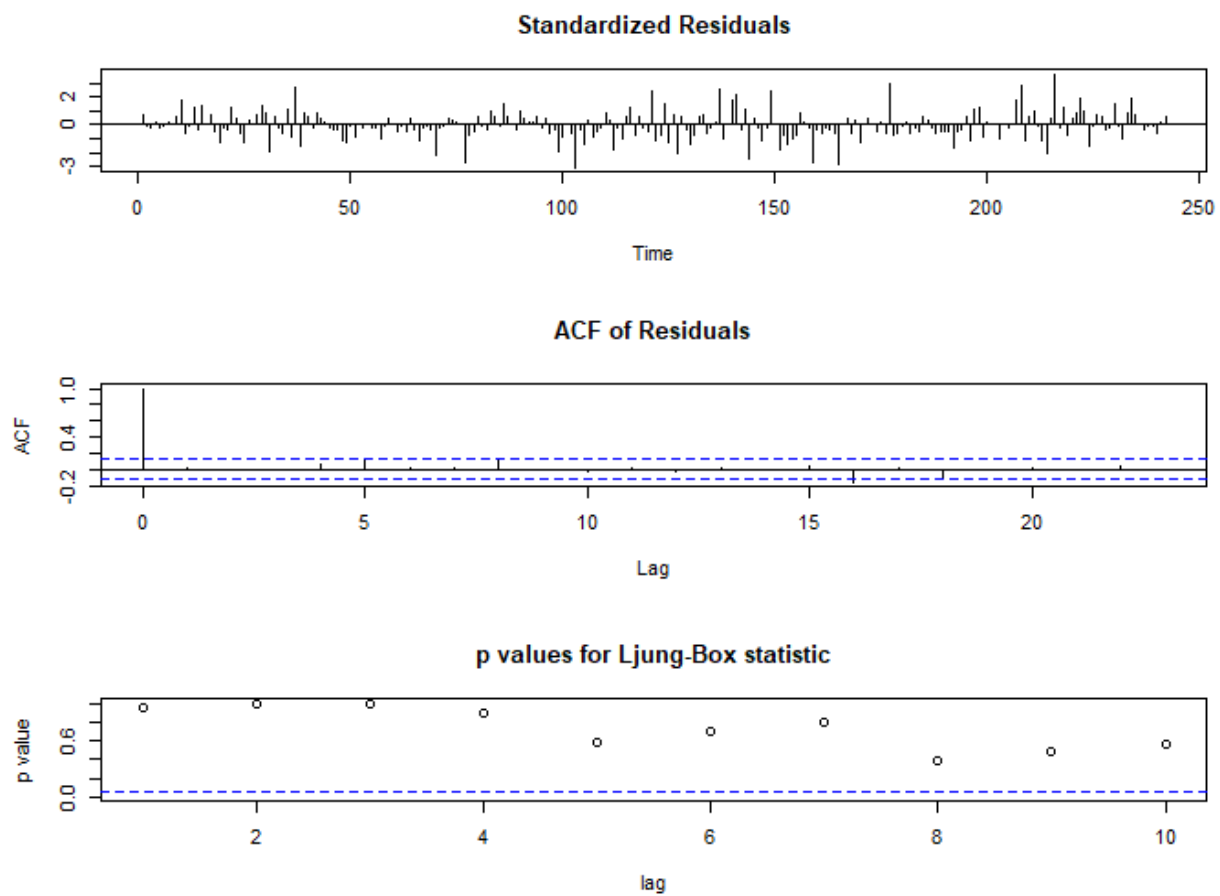 Standardized Residuals
2
0
-3
0 50 100 150 200 250
Time
ACF of Residuals
ACF
1.0
0.4
-0.2
0 5 10 15 20
Lag
p values for Ljung-Box statistic
p value
0.6
0.0
2 4 6 8 10
lag